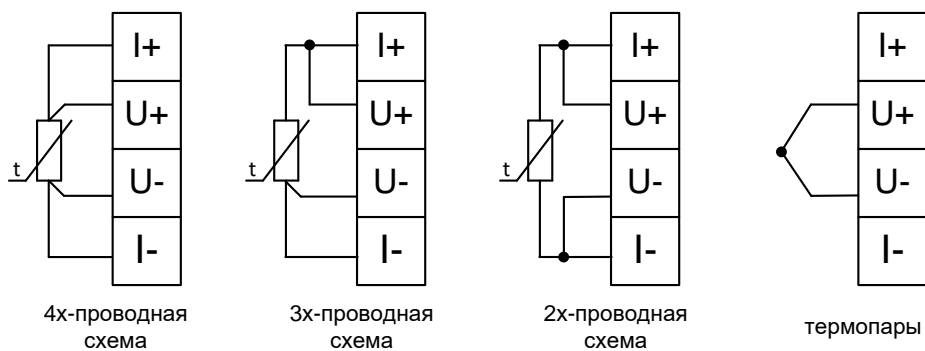 I+
U+
U-
I-
t
4х-проводная
схема
I+
U+
U-
I-
t
3х-проводная
схема
I+
U+
U-
I-
t
2х-проводная
схема
I+
U+
U-
I-
термопары